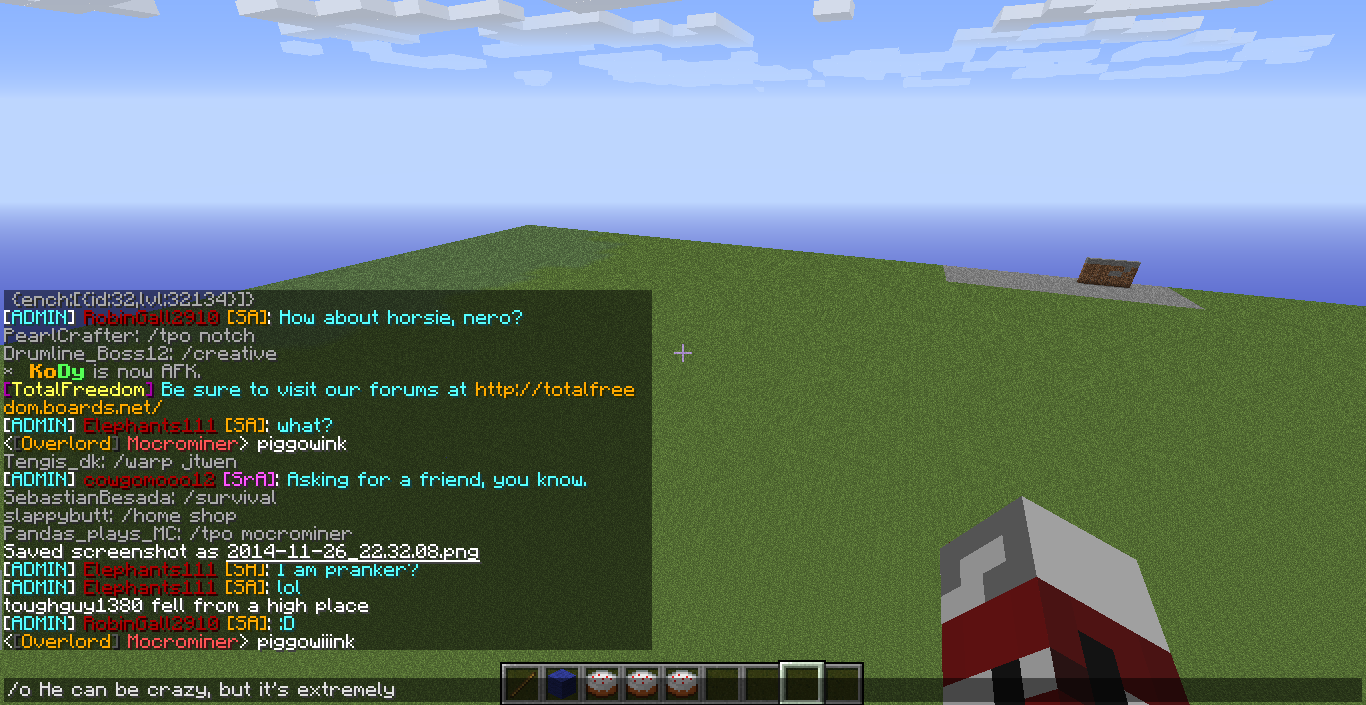 {ench:[{id:32,lvl:32134}]}
[ADMIN] RobinGall2910 [SA]: How about horsie, nero?
PearlCrafter: /tpo notch
Drumline_Boss12: /creative
* KoDy is now AFK.
[TotalFreedom] Be sure to visit our forums at http://totalfree
dom.boards.net/
[ADMIN] Elephants111 [SA]: what?
<[Overlord] Mocrominer> piggowink
Tengis_dk: /warp jtwen
[ADMIN] cougomooo12 [SrA]: Asking for a friend, you know.
SebastianBesada: /survival
slappybutt: /home shop
Pandas_plays_MC: /tpo mocrominer
Saved screenshot as 2014-11-26_22.32.08.png
[ADMIN] Elephants111 [SA]: I am pranker?
[ADMIN] Elephants111 [SA]: lol
toughguy1380 fell from a high place
[ADMIN] RobinGall2910 [SA]: :D
<[Overlord] Mocrominer> piggowiiink
/o He can be crazy, but it's extremely